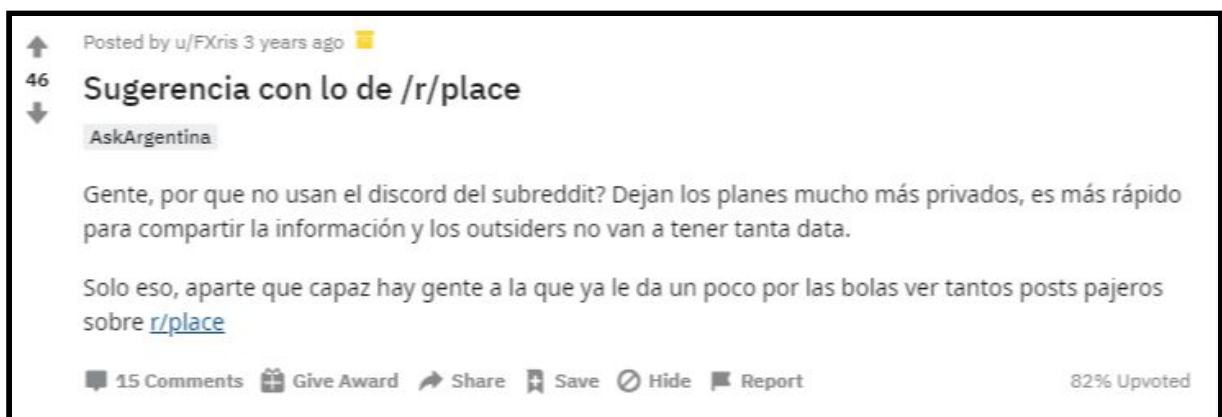 Posted by u/FXris 3 years ago
46
Sugerencia con lo de /r/place
AskArgentina
Gente, por que no usan el discord del subreddit? Dejan los planes mucho más privados, es más rápido
para compartir la información y los outsiders no van a tener tanta data.
Solo eso, aparte que capaz hay gente a la que ya le da un poco por las bolas ver tantos posts pajeros
sobre r/place
15 Comments Give Award Share Save Hide Report 82% Upvoted